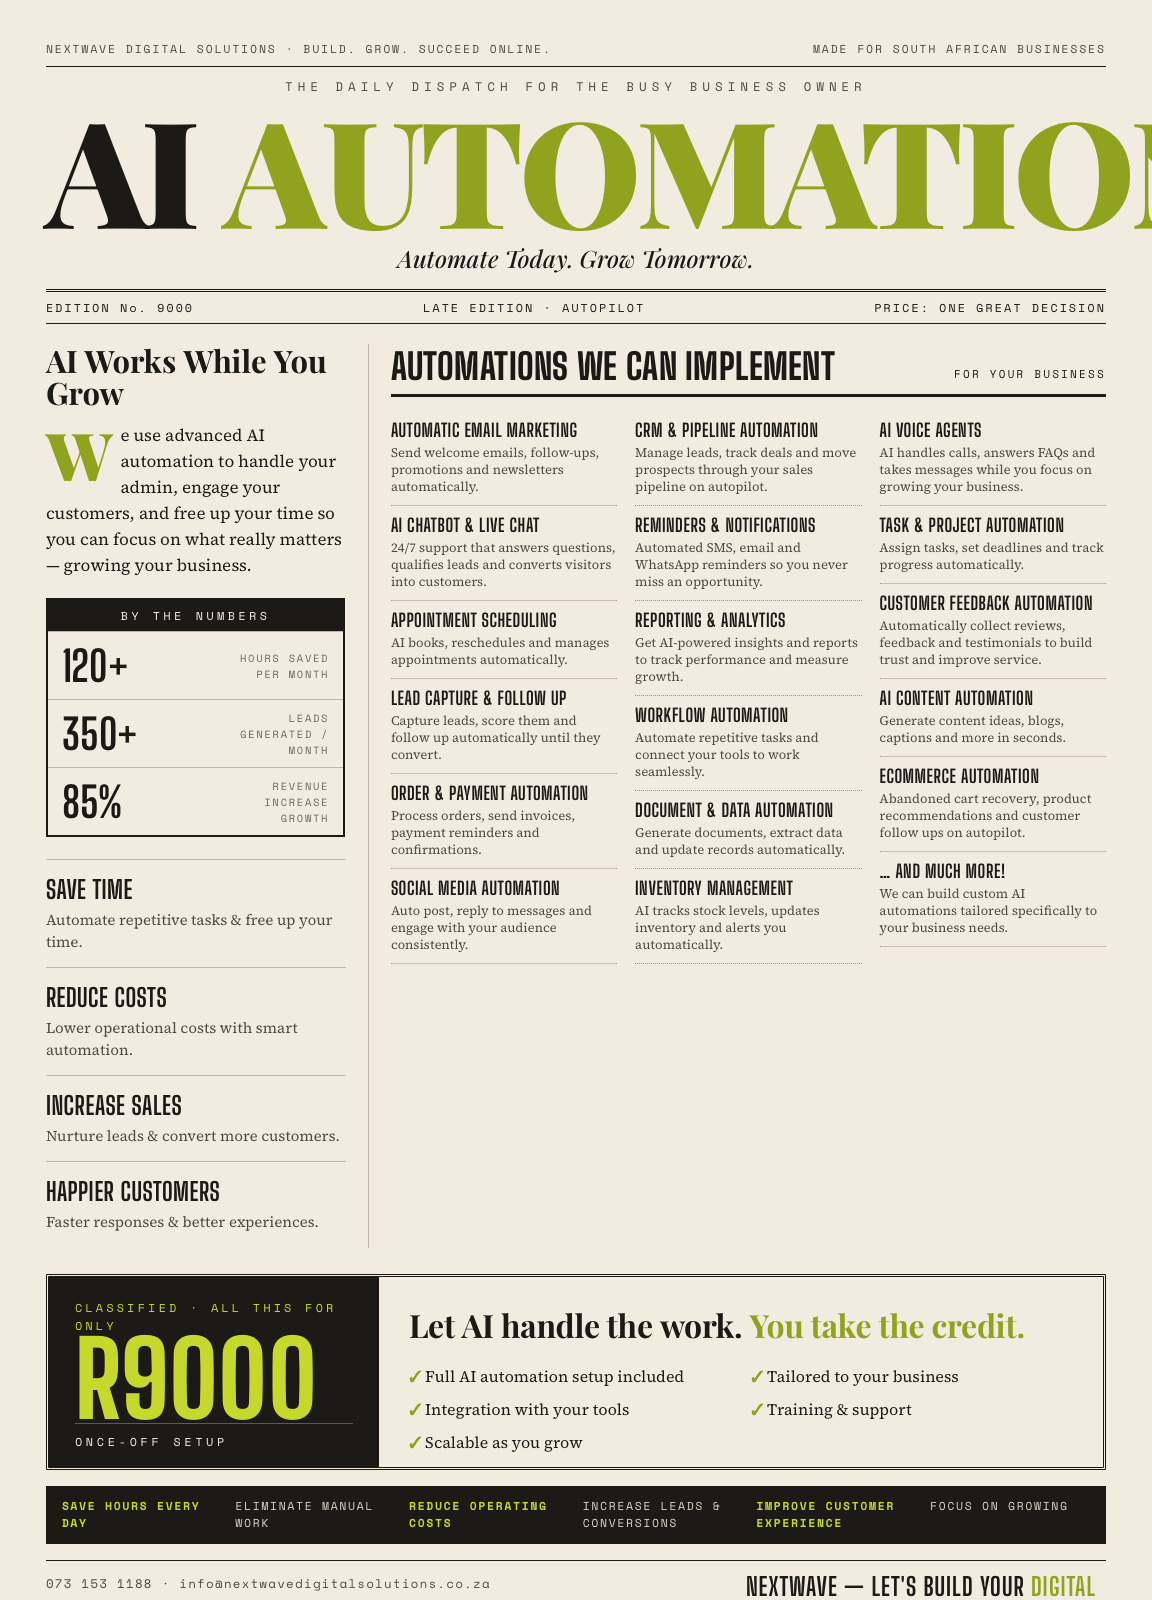 NEXTWAVE DIGITAL SOLUTIONS · BUILD. GROW. SUCCEED ONLINE.
MADE FOR SOUTH AFRICAN BUSINESSES
THE DAILY DISPATCH FOR THE BUSY BUSINESS OWNER
AI AUTOMATION
Automate Today. Grow Tomorrow.
EDITION No. 9000
LATE EDITION · AUTOPILOT
PRICE: ONE GREAT DECISION
AI Works While You
Grow
We use advanced AI
automation to handle your
admin, engage your
customers, and free up your time so
you can focus on what really matters
— growing your business.
BY THE NUMBERS
120+
HOURS SAVED
PER MONTH
350+
LEADS
GENERATED /
MONTH
85%
REVENUE
INCREASE
GROWTH
SAVE TIME
Automate repetitive tasks & free up your
time.
REDUCE COSTS
Lower operational costs with smart
automation.
INCREASE SALES
Nurture leads & convert more customers.
HAPPIER CUSTOMERS
Faster responses & better experiences.
AUTOMATIONS WE CAN IMPLEMENT
FOR YOUR BUSINESS
AUTOMATIC EMAIL MARKETING
Send welcome emails, follow-ups,
promotions and newsletters
automatically.
AI CHATBOT & LIVE CHAT
24/7 support that answers questions,
qualifies leads and converts visitors
into customers.
APPOINTMENT SCHEDULING
AI books, reschedules and manages
appointments automatically.
LEAD CAPTURE & FOLLOW UP
Capture leads, score them and
follow up automatically until they
convert.
ORDER & PAYMENT AUTOMATION
Process orders, send invoices,
payment reminders and
confirmations.
SOCIAL MEDIA AUTOMATION
Auto post, reply to messages and
engage with your audience
consistently.
CRM & PIPELINE AUTOMATION
Manage leads, track deals and move
prospects through your sales
pipeline on autopilot.
REMINDERS & NOTIFICATIONS
Automated SMS, email and
WhatsApp reminders so you never
miss an opportunity.
REPORTING & ANALYTICS
Get AI-powered insights and reports
to track performance and measure
growth.
WORKFLOW AUTOMATION
Automate repetitive tasks and
connect your tools to work
seamlessly.
DOCUMENT & DATA AUTOMATION
Generate documents, extract data
and update records automatically.
INVENTORY MANAGEMENT
AI tracks stock levels, updates
inventory and alerts you
automatically.
AI VOICE AGENTS
AI handles calls, answers FAQs and
takes messages while you focus on
growing your business.
TASK & PROJECT AUTOMATION
Assign tasks, set deadlines and track
progress automatically.
CUSTOMER FEEDBACK AUTOMATION
Automatically collect reviews,
feedback and testimonials to build
trust and improve service.
AI CONTENT AUTOMATION
Generate content ideas, blogs,
captions and more in seconds.
ECOMMERCE AUTOMATION
Abandoned cart recovery, product
recommendations and customer
follow ups on autopilot.
… AND MUCH MORE!
We can build custom AI
automations tailored specifically to
your business needs.
CLASSIFIED · ALL THIS FOR
ONLY
R9000
ONCE-OFF SETUP
Let AI handle the work. You take the credit.
✓Full AI automation setup included
✓Tailored to your business
✓Integration with your tools
✓Training & support
✓Scalable as you grow
SAVE HOURS EVERY
DAY
ELIMINATE MANUAL
WORK
REDUCE OPERATING
COSTS
INCREASE LEADS &
CONVERSIONS
IMPROVE CUSTOMER
EXPERIENCE
FOCUS ON GROWING
073 153 1188 · info@nextwavedigitalsolutions.co.za
NEXTWAVE — LET'S BUILD YOUR DIGITAL